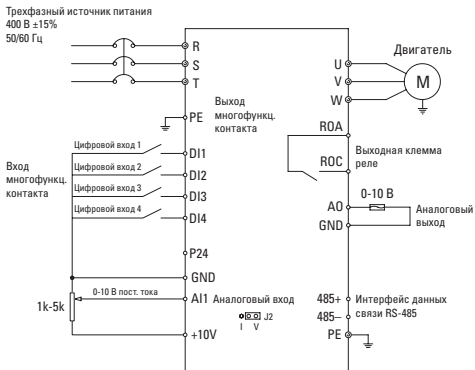 Трехфазный источник питания
400 В ±15%
50/60 Гц
R
S
T
PE
U
V
W
Двигатель
M
Выход
многофункц.
контакта
ROA
ROC
Выходная клемма
реле
Вход
многофункц.
контакта
Цифровой вход 1
DI1
Цифровой вход 2
DI2
Цифровой вход 3
DI3
Цифровой вход 4
DI4
AO
0-10 В
GND
Аналоговый
выход
P24
GND
1k-5k
0-10 В пост. тока
AI1
Аналоговый вход
J2
I V
+10V
485+
485–
Интерфейс данных
связи RS-485
PE